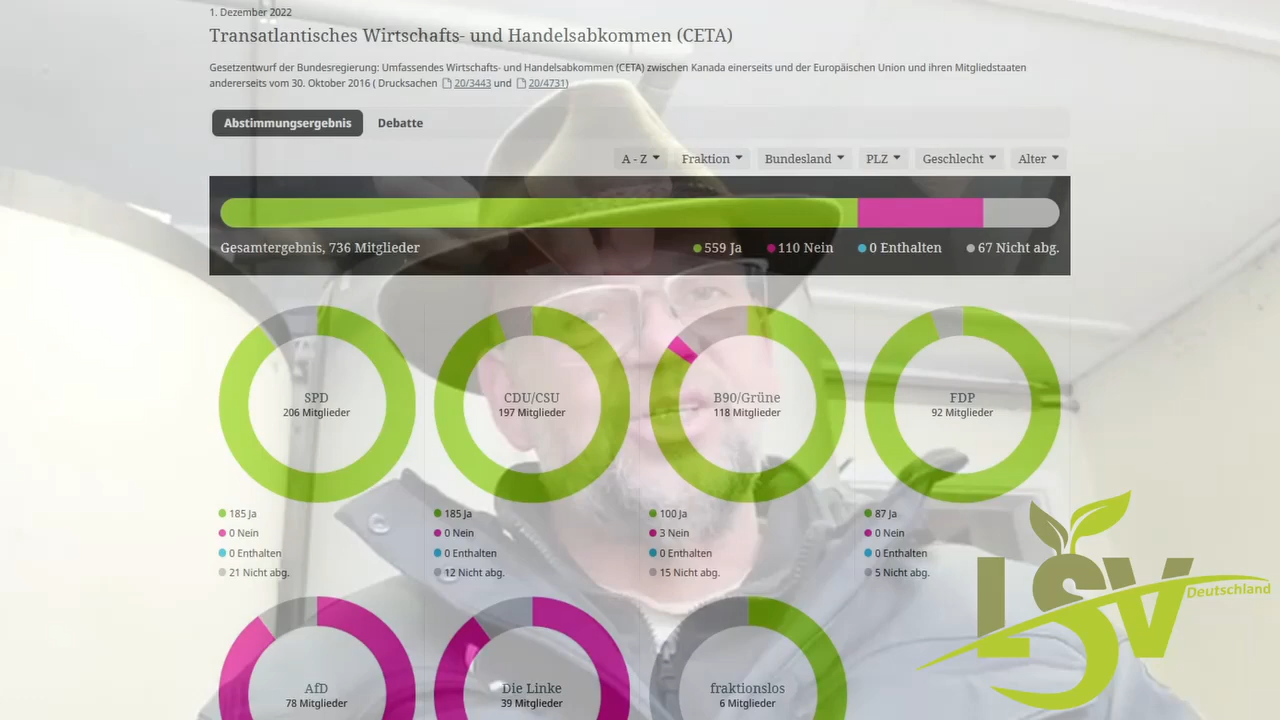 1. Dezember 2022
Transatlantisches Wirtschafts- und Handelsabkommen (CETA)
Gesetzentwurf der Bundesregierung: Umfassendes Wirtschafts- und Handelsabkommen (CETA) zwischen Kanada einerseits und der Europäischen Union und ihren Mitgliedstaaten
andererseits vom 30. Oktober 2016 ( Drucksachen 20/3443 und 20/4731)
Abstimmungsergebnis Debatte
A - Z Fraktion Bundesland PLZ Geschlecht Alter
Gesamtergebnis, 736 Mitglieder 559 Ja 110 Nein 0 Enthalten 67 Nicht abg.
SPD CDU/CSU B90/Grüne FDP
206 Mitglieder 197 Mitglieder 118 Mitglieder 92 Mitglieder
185 Ja 185 Ja 100 Ja 87 Ja
0 Nein 0 Nein 3 Nein 0 Nein
0 Enthalten 0 Enthalten 0 Enthalten 0 Enthalten
21 Nicht abg. 12 Nicht abg. 15 Nicht abg. 5 Nicht abg.
LSV Deutschland
AfD Die Linke fraktionslos
78 Mitglieder 39 Mitglieder 6 Mitglieder